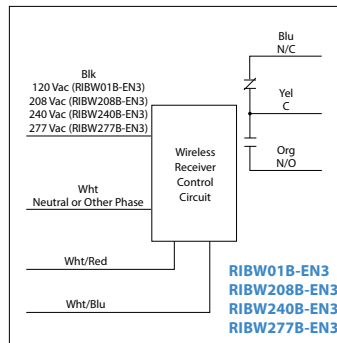 Blu
N/C
Blk
120 Vac (RIBW01B-EN3)
208 Vac (RIBW208B-EN3)
240 Vac (RIBW240B-EN3)
277 Vac (RIBW277B-EN3)
Yel
C
Wireless
Receiver
Control
Circuit
Org
N/O
Wht
Neutral or Other Phase
Wht/Red
Wht/Blu
RIBW01B-EN3
RIBW208B-EN3
RIBW240B-EN3
RIBW277B-EN3